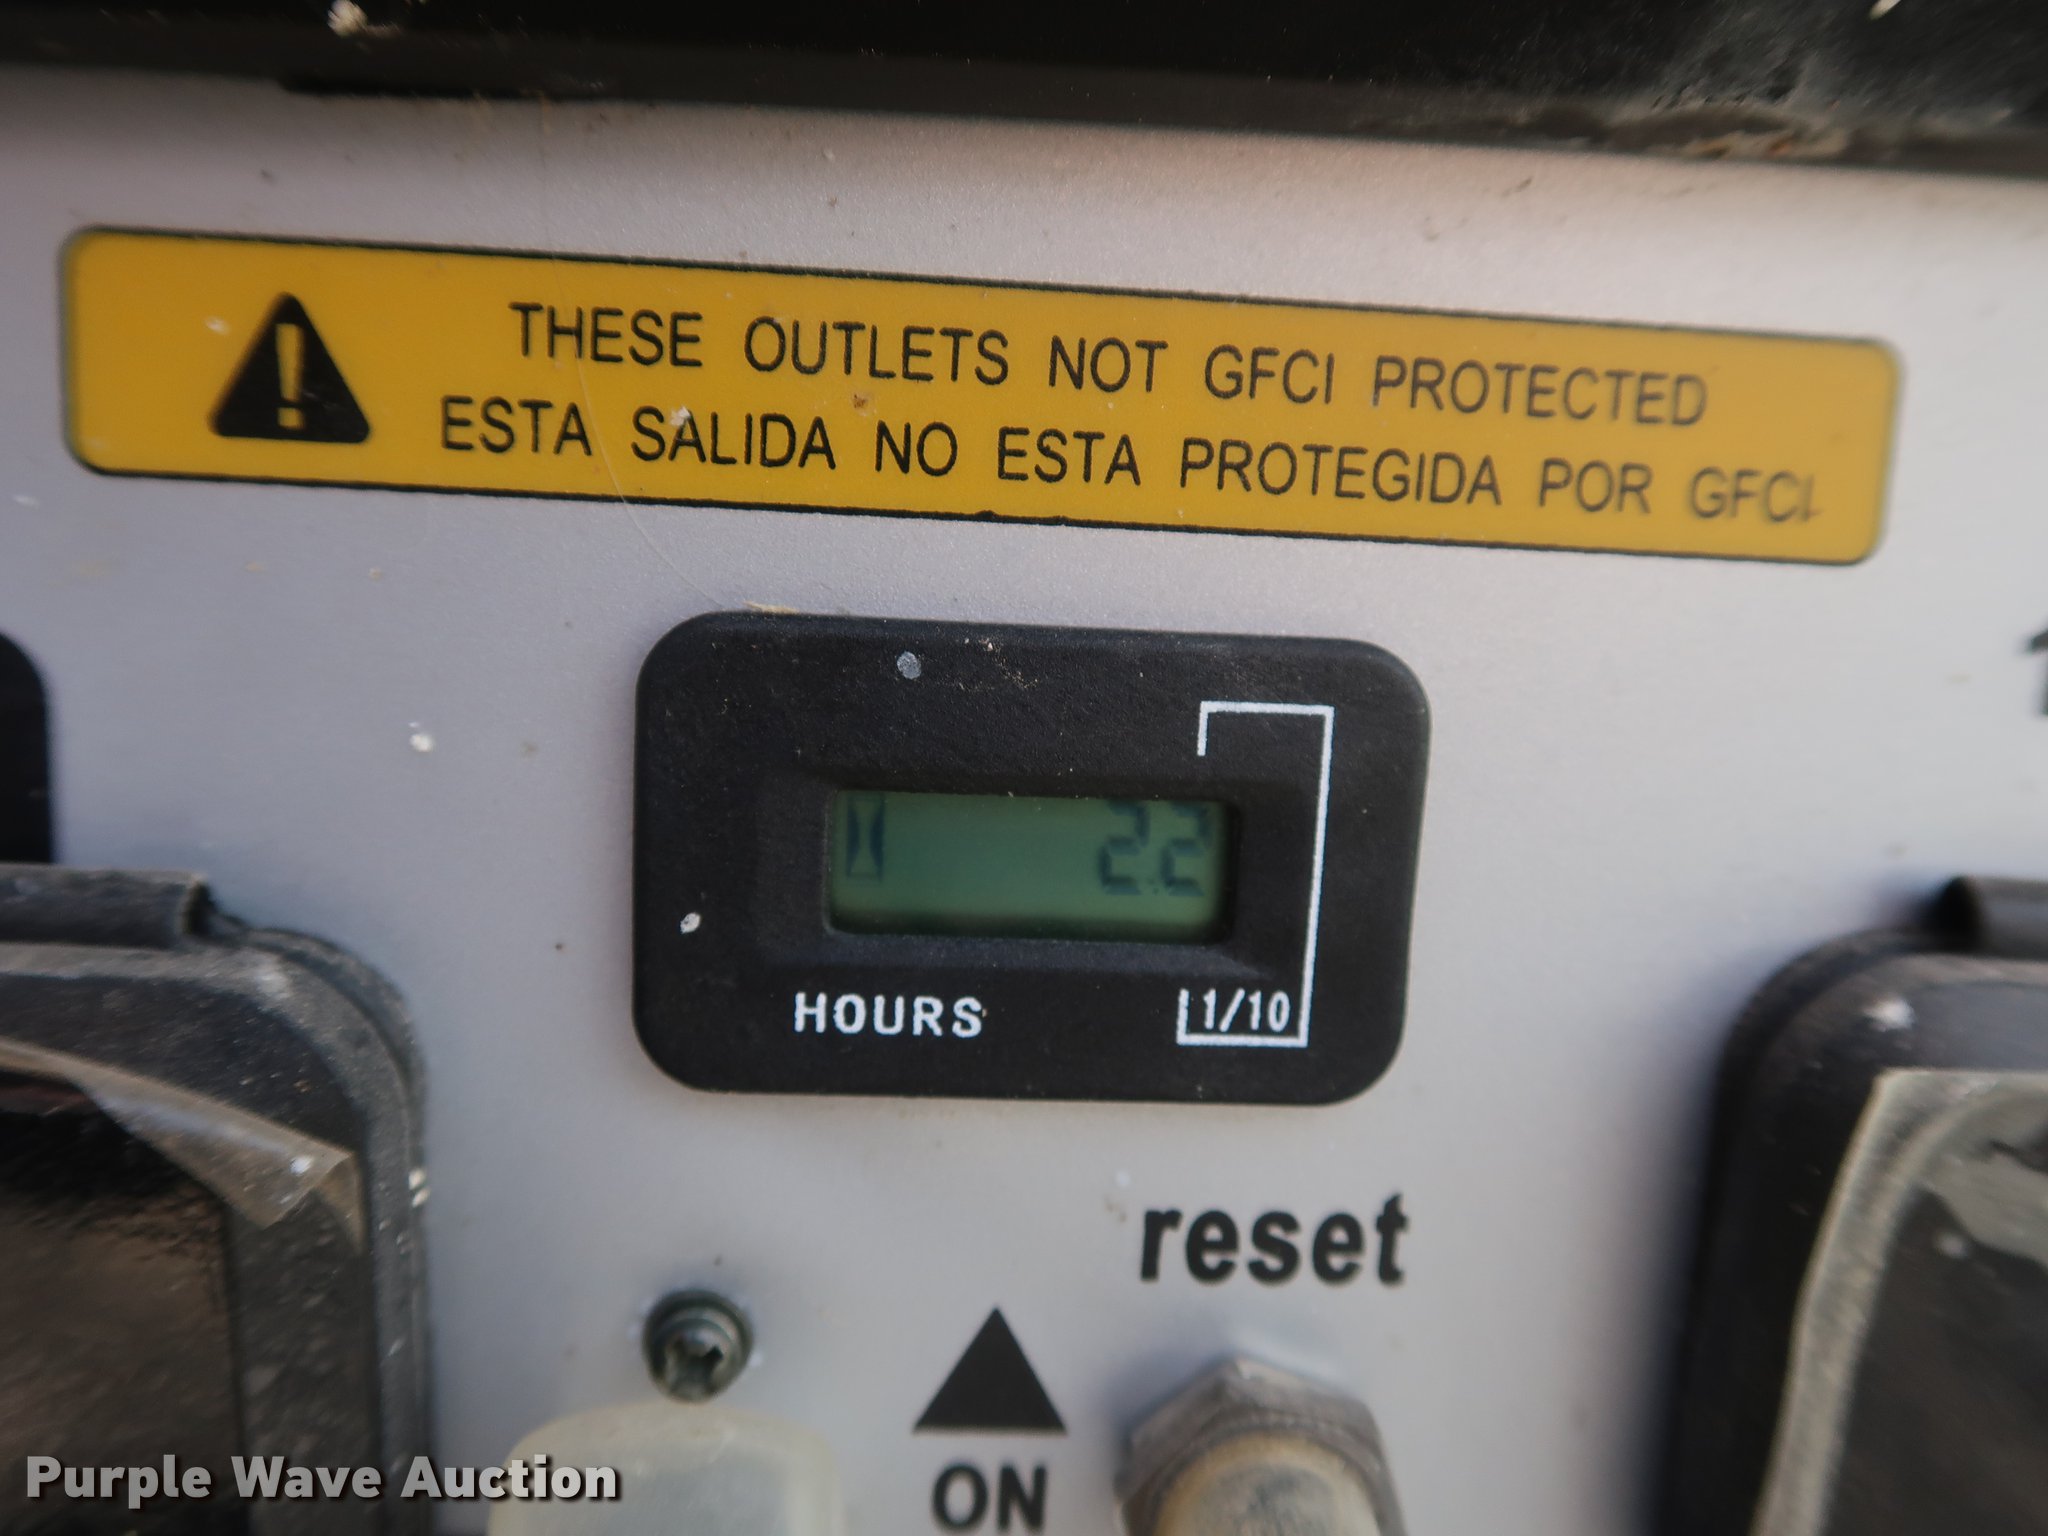 THESE OUTLETS NOT GFCI PROTECTED
ESTA SALIDA NO ESTA PROTEGIDA POR GFCI.
2.2
HOURS
1/10
reset
ON
Purple Wave Auction